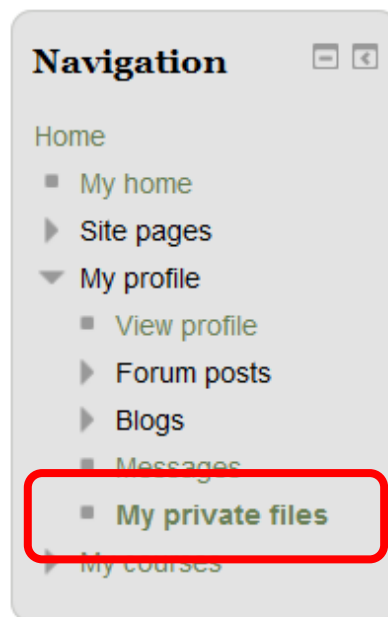 Navigation
Home
My home
Site pages
My profile
View profile
Forum posts
Blogs
Messages
My private files
My courses